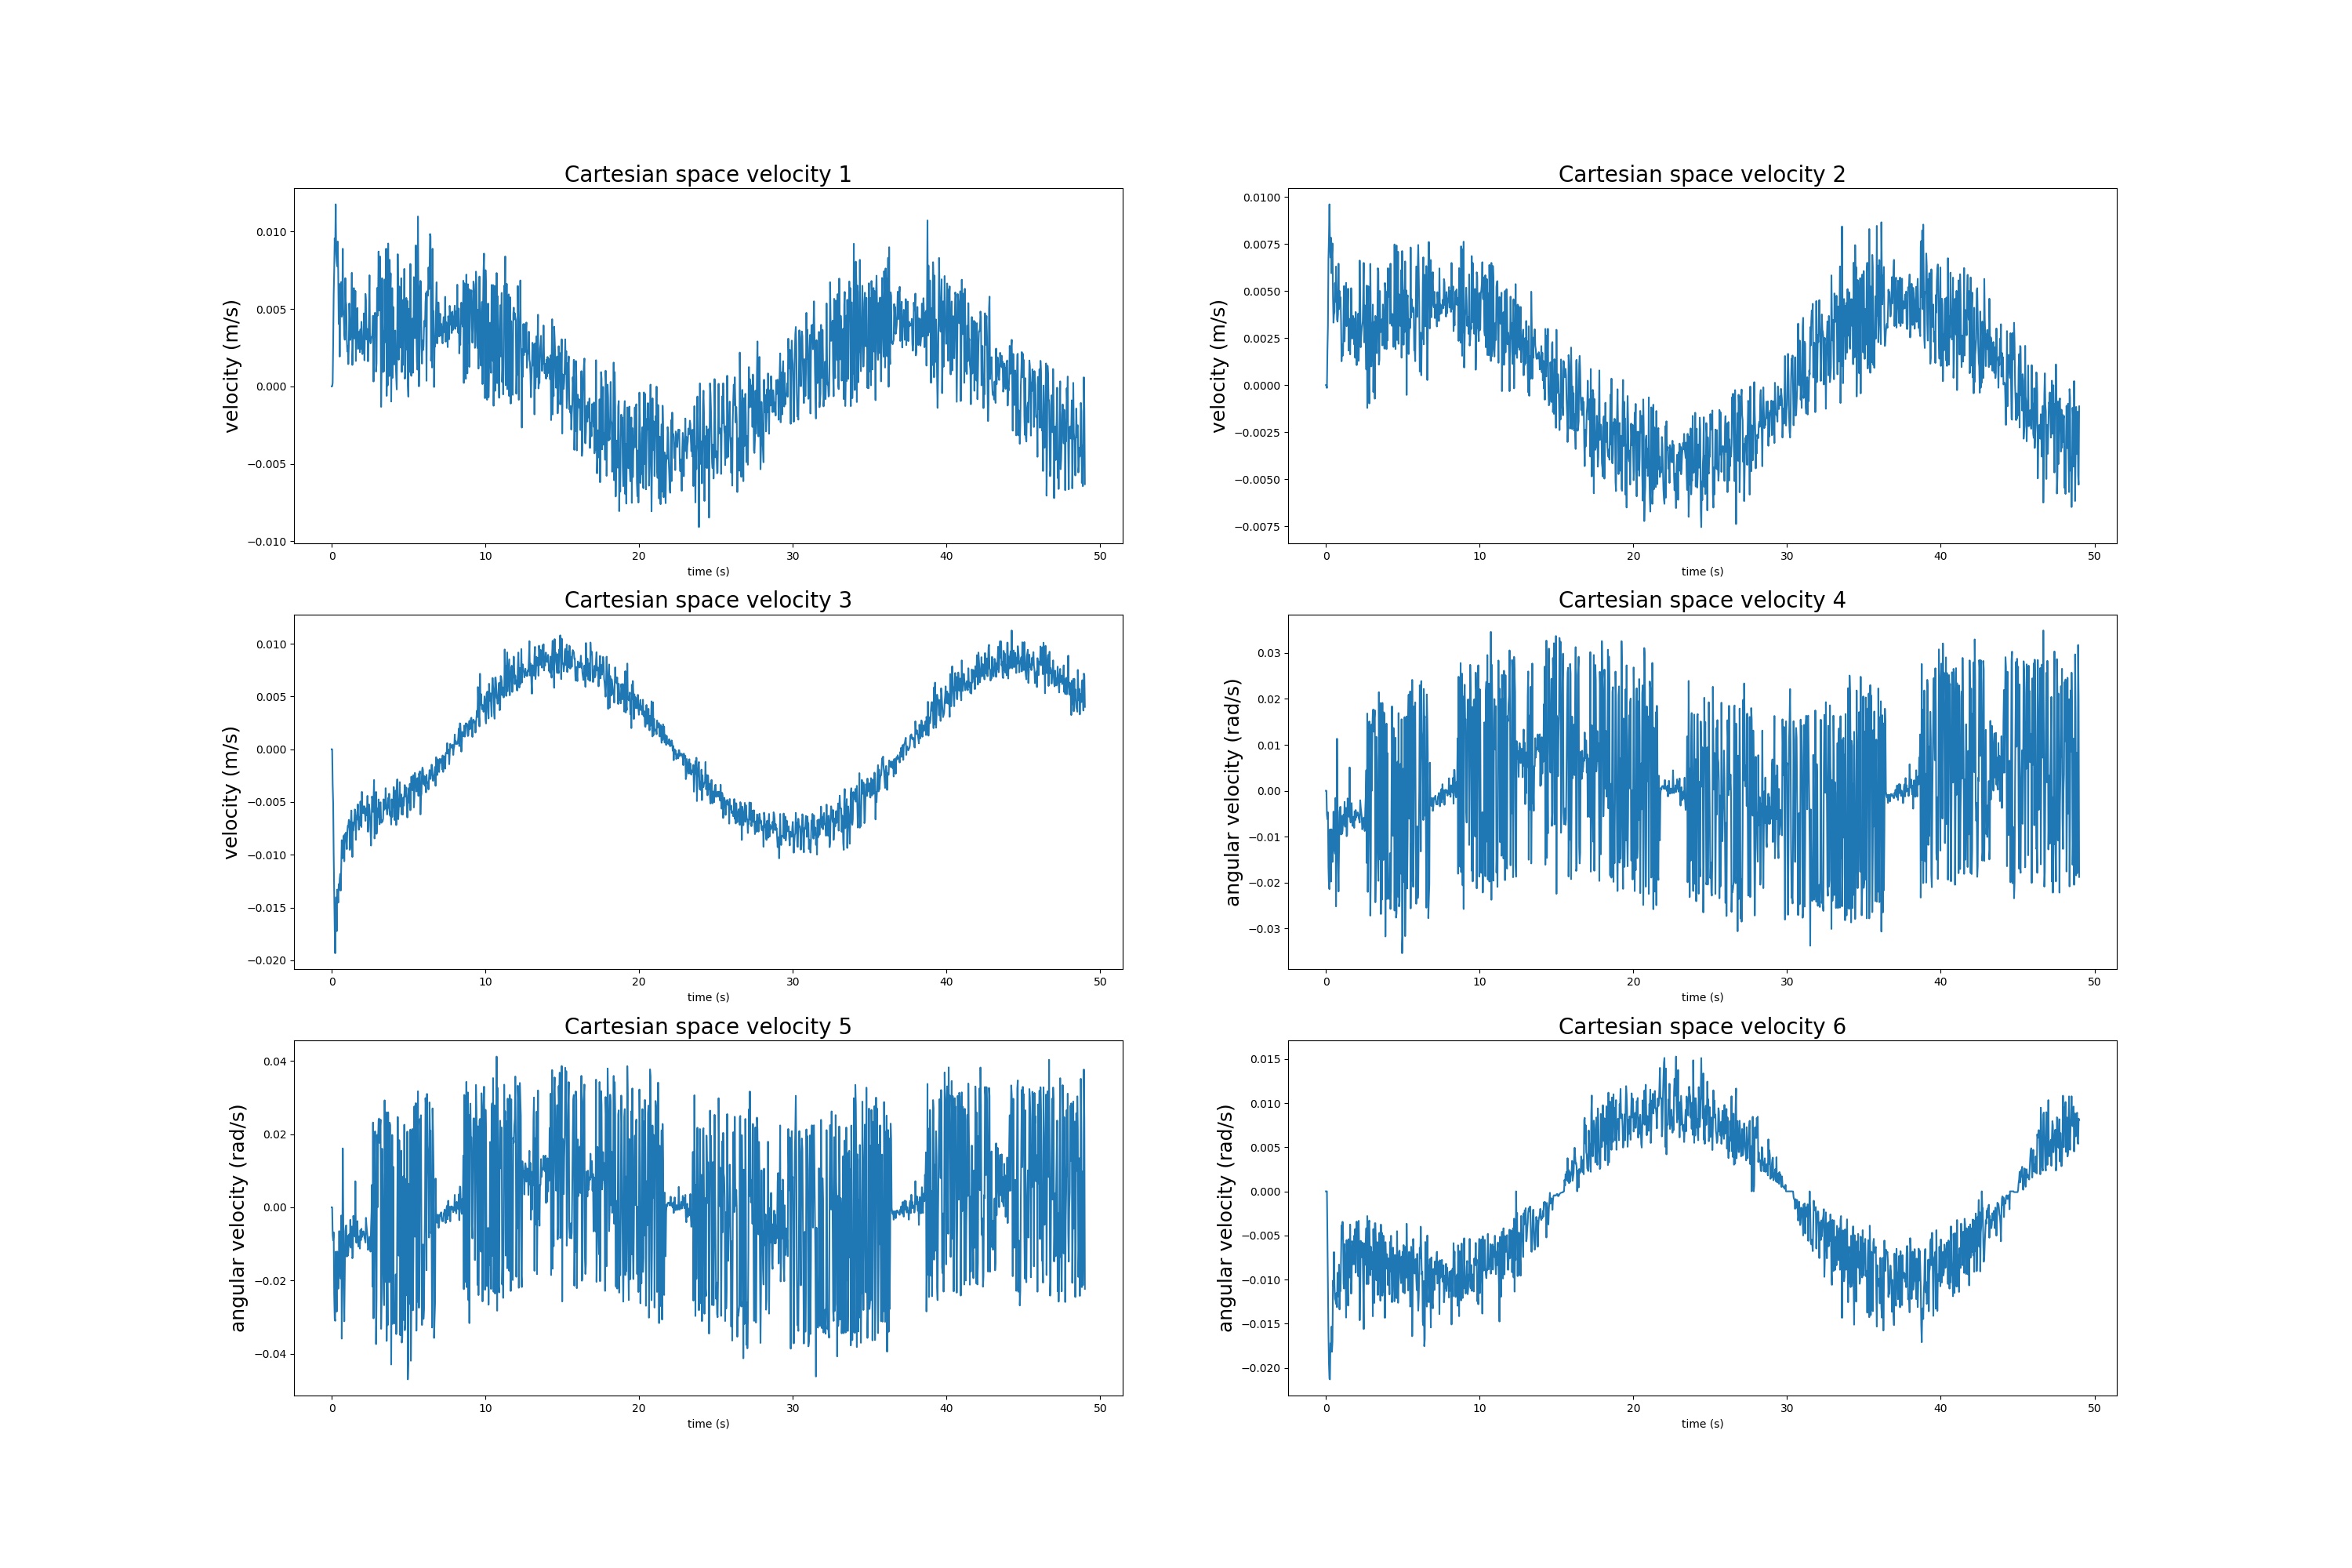 Cartesian space velocity 1
velocity (m/s)
0.010
0.005
0.000
−0.005
−0.010
0 10 20 30 40 50
time (s)
Cartesian space velocity 2
velocity (m/s)
0.0100
0.0075
0.0050
0.0025
0.0000
−0.0025
−0.0050
−0.0075
0 10 20 30 40 50
time (s)
Cartesian space velocity 3
velocity (m/s)
0.010
0.005
0.000
−0.005
−0.010
−0.015
−0.020
0 10 20 30 40 50
time (s)
Cartesian space velocity 4
angular velocity (rad/s)
0.03
0.02
0.01
0.00
−0.01
−0.02
−0.03
0 10 20 30 40 50
time (s)
Cartesian space velocity 5
angular velocity (rad/s)
0.04
0.02
0.00
−0.02
−0.04
0 10 20 30 40 50
time (s)
Cartesian space velocity 6
angular velocity (rad/s)
0.015
0.010
0.005
0.000
−0.005
−0.010
−0.015
−0.020
0 10 20 30 40 50
time (s)